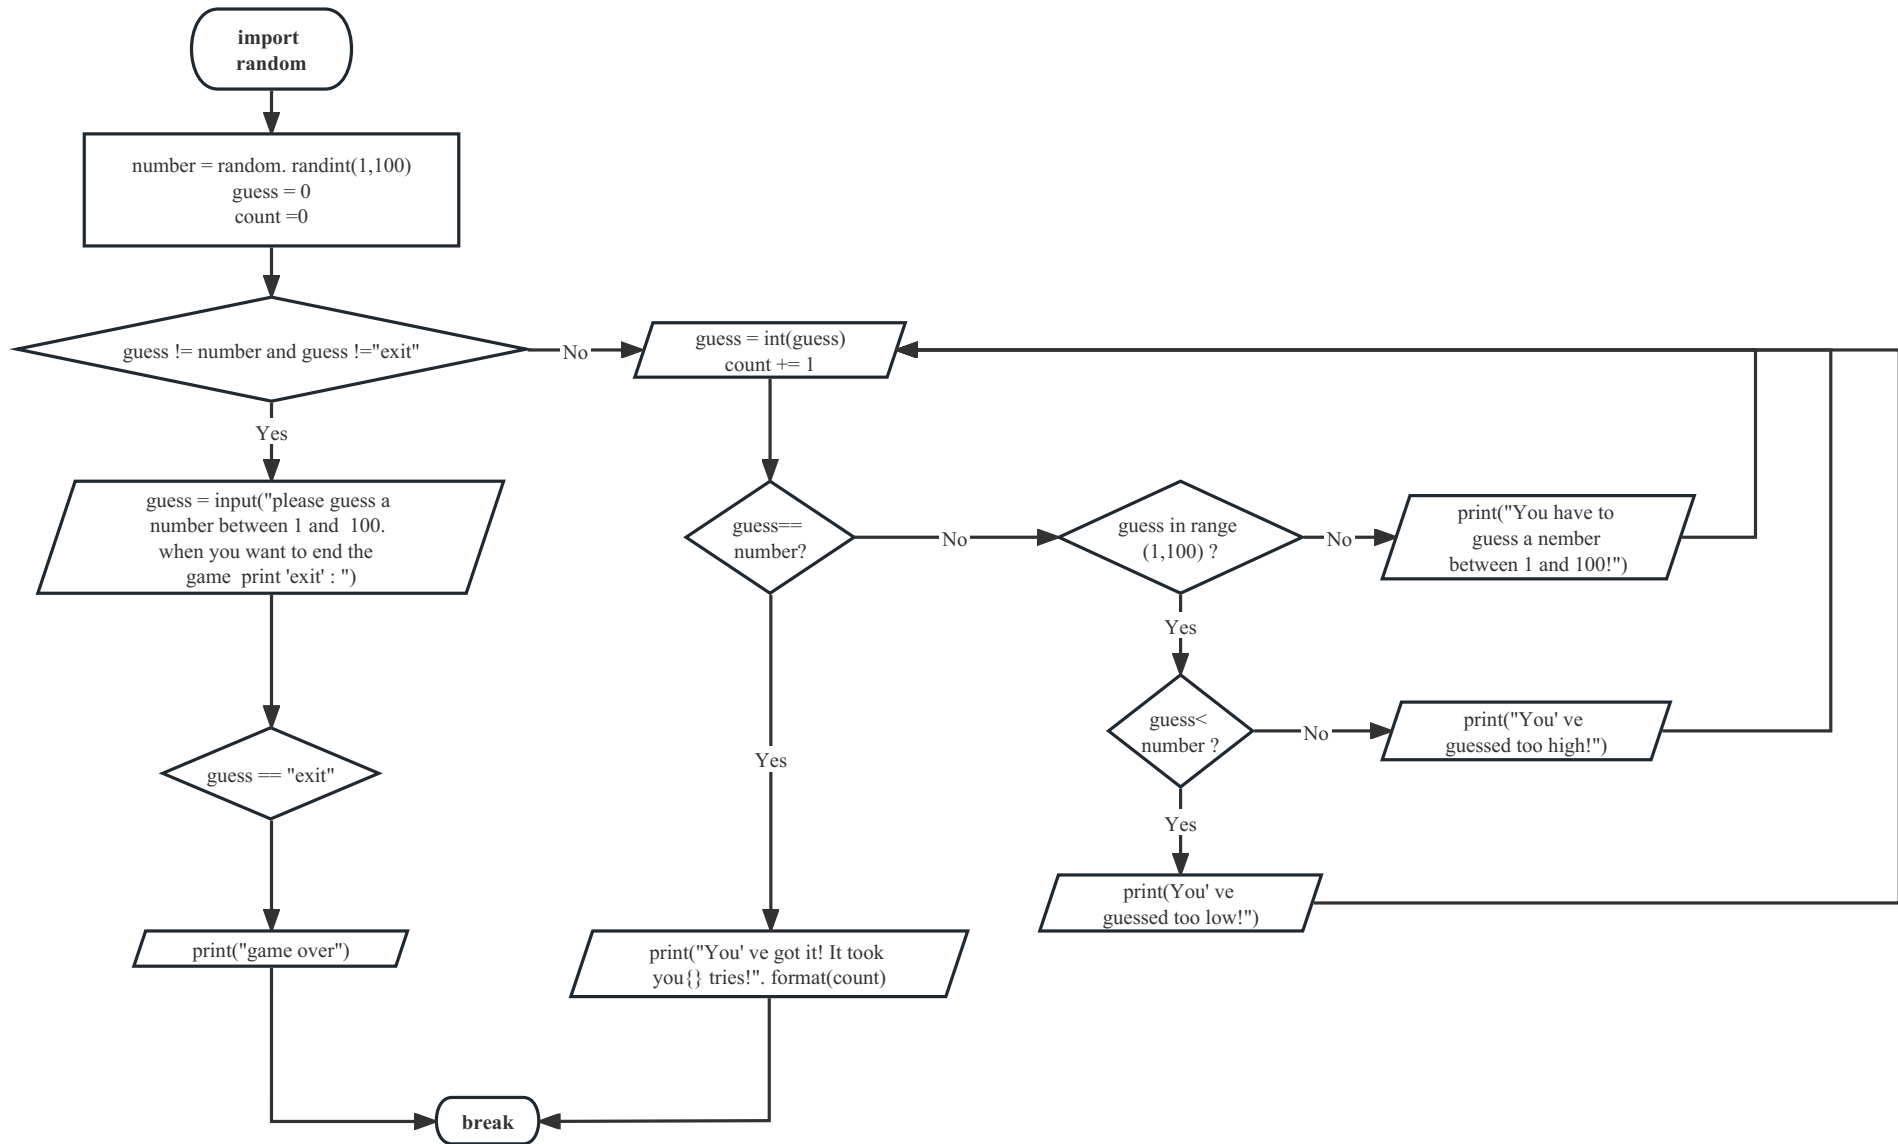 import
random
number = random. randint(1,100)
guess = 0
count =0
guess != number and guess !="exit"
No
guess = int(guess)
count += 1
Yes
guess = input("please guess a
number between 1 and  100.
when you want to end the
game  print 'exit' : ")
guess==
number?
No
guess in range
(1,100) ?
No
print("You have to
guess a nember
between 1 and 100!")
Yes
guess<
number ?
No
print("You' ve
guessed too high!")
Yes
guess == "exit"
Yes
print(You' ve
guessed too low!")
print("game over")
print("You' ve got it! It took
you{} tries!". format(count)
break